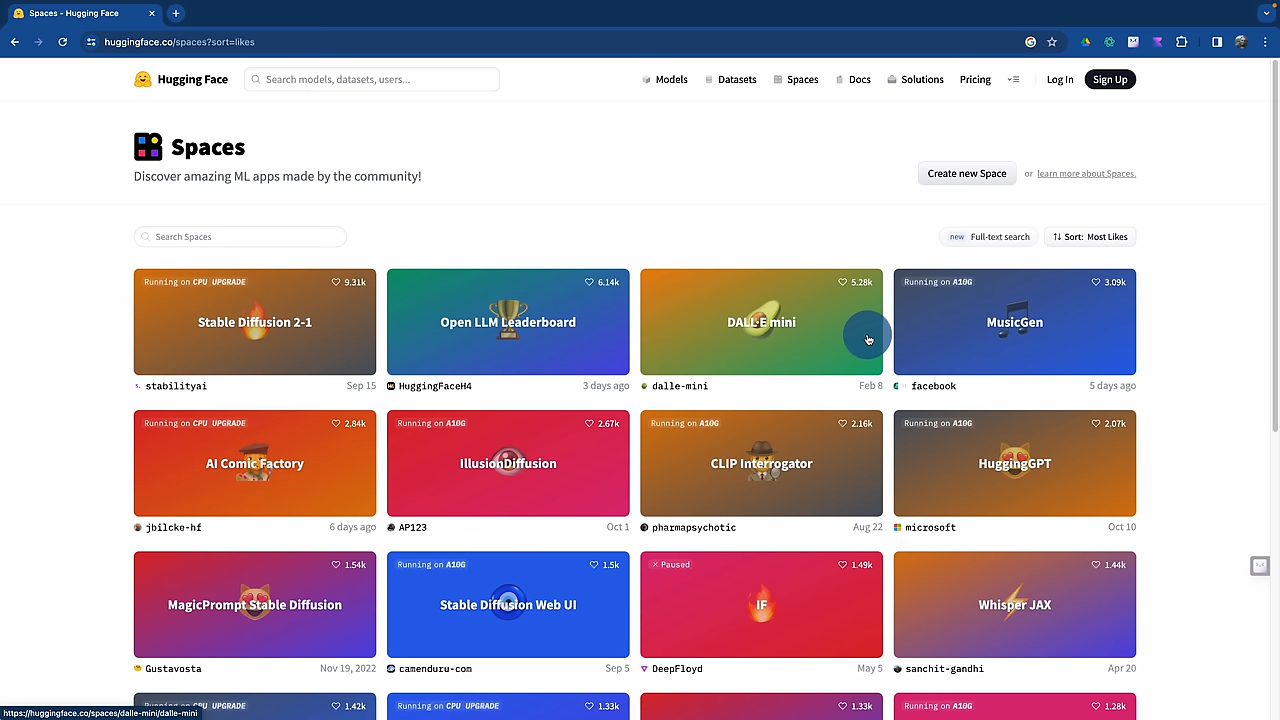 Spaces - Hugging Face
huggingface.co/spaces?sort=likes
Hugging Face
Search models, datasets, users...
Models
Datasets
Spaces
Docs
Solutions
Pricing
Log In
Sign Up
Spaces
Discover amazing ML apps made by the community!
Create new Space
or
learn more about Spaces.
Search Spaces
new Full-text search
Sort: Most Likes
Running on CPU UPGRADE
9.31k
Stable Diffusion 2-1
stabilityai
Sep 15
6.14k
Open LLM Leaderboard
HuggingFaceH4
3 days ago
5.28k
DALL·E mini
dalle-mini
Feb 8
Running on A10G
3.09k
MusicGen
facebook
5 days ago
Running on CPU UPGRADE
2.84k
AI Comic Factory
jbilcke-hf
6 days ago
Running on A10G
2.67k
IllusionDiffusion
AP123
Oct 1
Running on A10G
2.16k
CLIP Interrogator
pharmapsychotic
Aug 22
Running on A10G
2.07k
HuggingGPT
microsoft
Oct 10
1.54k
MagicPrompt Stable Diffusion
Gustavosta
Nov 19, 2022
Running on A10G
1.5k
Stable Diffusion Web UI
camenduru-com
Sep 5
Paused
1.49k
IF
DeepFloyd
May 5
1.44k
Whisper JAX
sanchit-gandhi
Apr 20
Running on CPU UPGRADE
1.42k
Running on CPU UPGRADE
1.33k
1.33k
Running on A10G
1.28k
https://huggingface.co/spaces/dalle-mini/dalle-mini